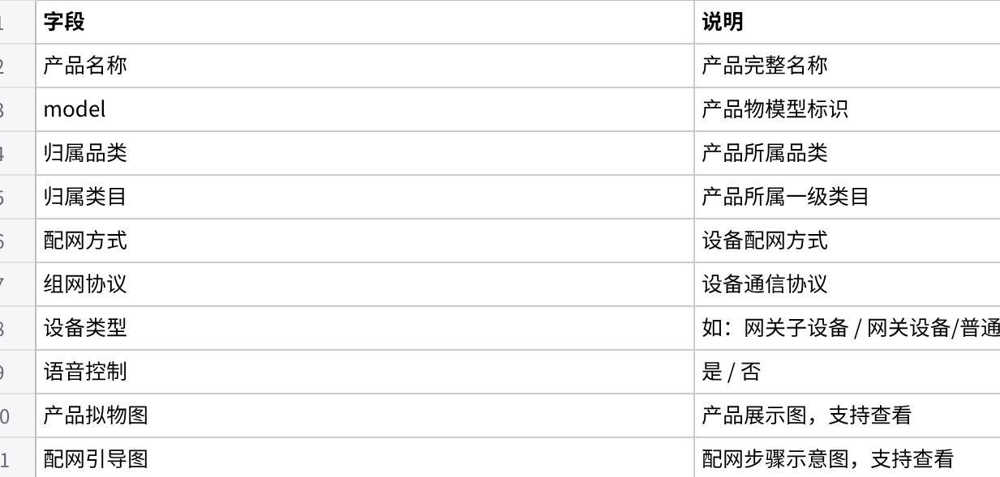 字段 说明
产品名称 产品完整名称
model 产品物模型标识
归属品类 产品所属品类
归属类目 产品所属一级类目
配网方式 设备配网方式
组网协议 设备通信协议
设备类型 如：网关子设备 / 网关设备/普通
语音控制 是 / 否
产品拟物图 产品展示图，支持查看
配网引导图 配网步骤示意图，支持查看